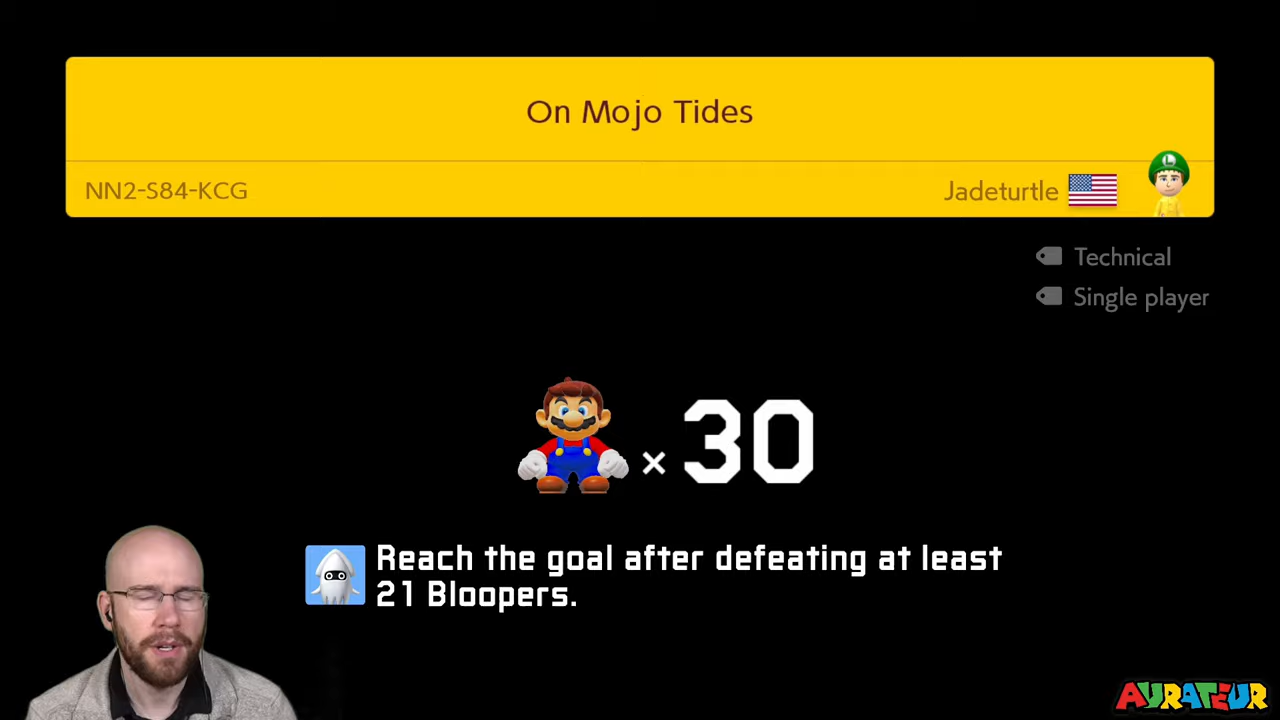 On Mojo Tides
NN2-S84-KCG
Jadeturtle
Technical
Single player
L
× 30
Reach the goal after defeating at least
21 Bloopers.
AURATEUR